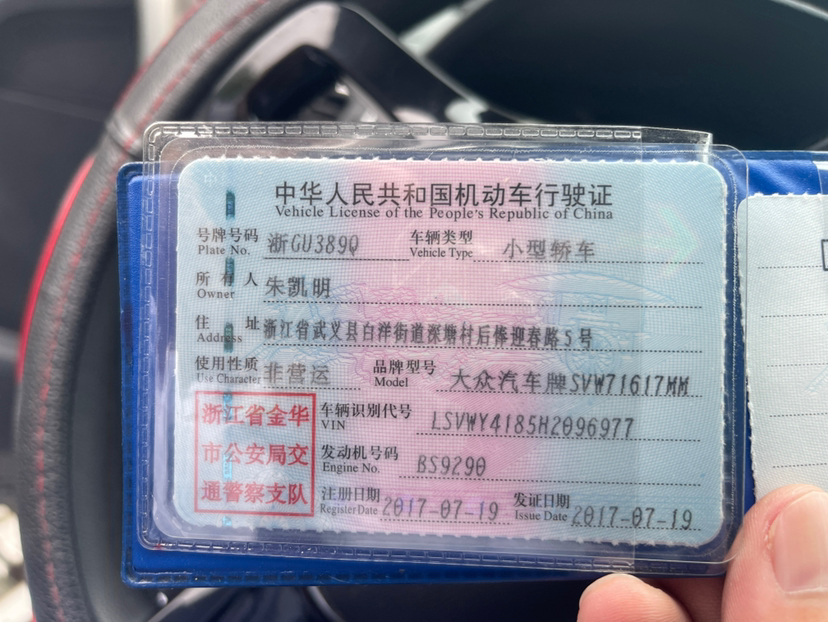 中华人民共和国机动车行驶证
Vehicle License of the People's Republic of China
号牌号码 Plate No. 浙GU389Q 车辆类型 Vehicle Type 小型轿车
所有人 Owner 朱凯明
住址 Address 浙江省武义县白洋街道深塘村后俸迎春路5号
使用性质 Use Character 非营运 品牌型号 Model 大众汽车牌SVW71617MM
浙江省金华市公安局交通警察支队
车辆识别代号 VIN LSVWY4185H2096977
发动机号码 Engine No. BS9290
注册日期 Register Date 2017-07-19 发证日期 Issue Date 2017-07-19